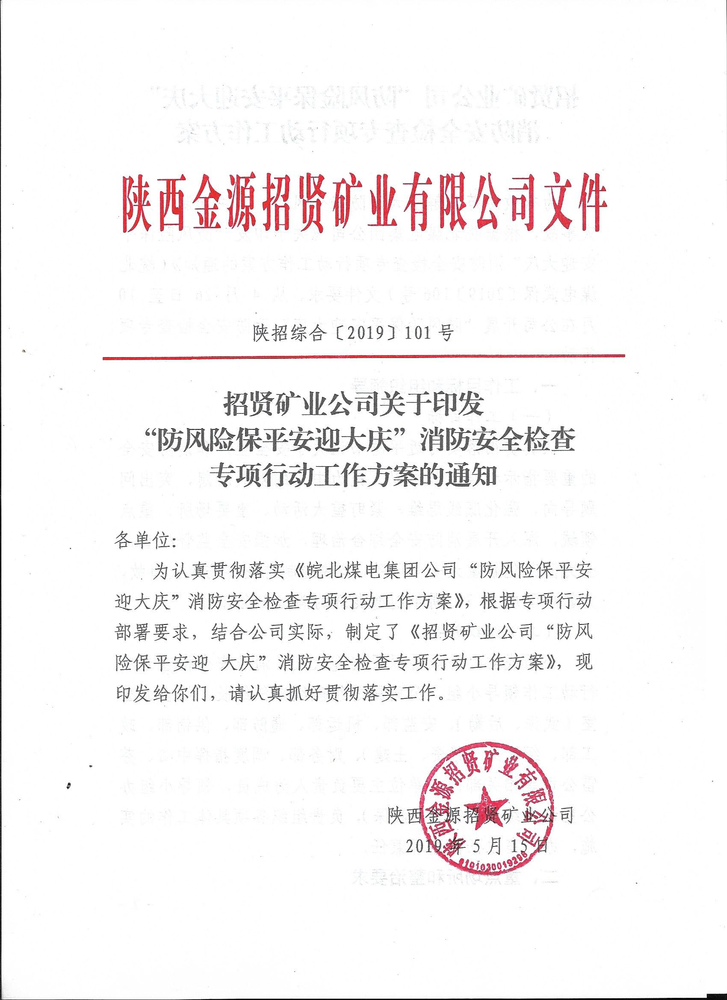 陕西金源招贤矿业有限公司文件
陕招综合〔2019〕101号
招贤矿业公司关于印发
“防风险保平安迎大庆”消防安全检查
专项行动工作方案的通知
各单位:
为认真贯彻落实《皖北煤电集团公司“防风险保平安
迎大庆”消防安全检查专项行动工作方案》,根据专项行动
部署要求,结合公司实际,制定了《招贤矿业公司“防风
险保平安迎 大庆”消防安全检查专项行动工作方案》,现
印发给你们,请认真抓好贯彻落实工作。
陕西金源招贤矿业有限公司
陕西金源招贤矿业公司
2019年5月15日